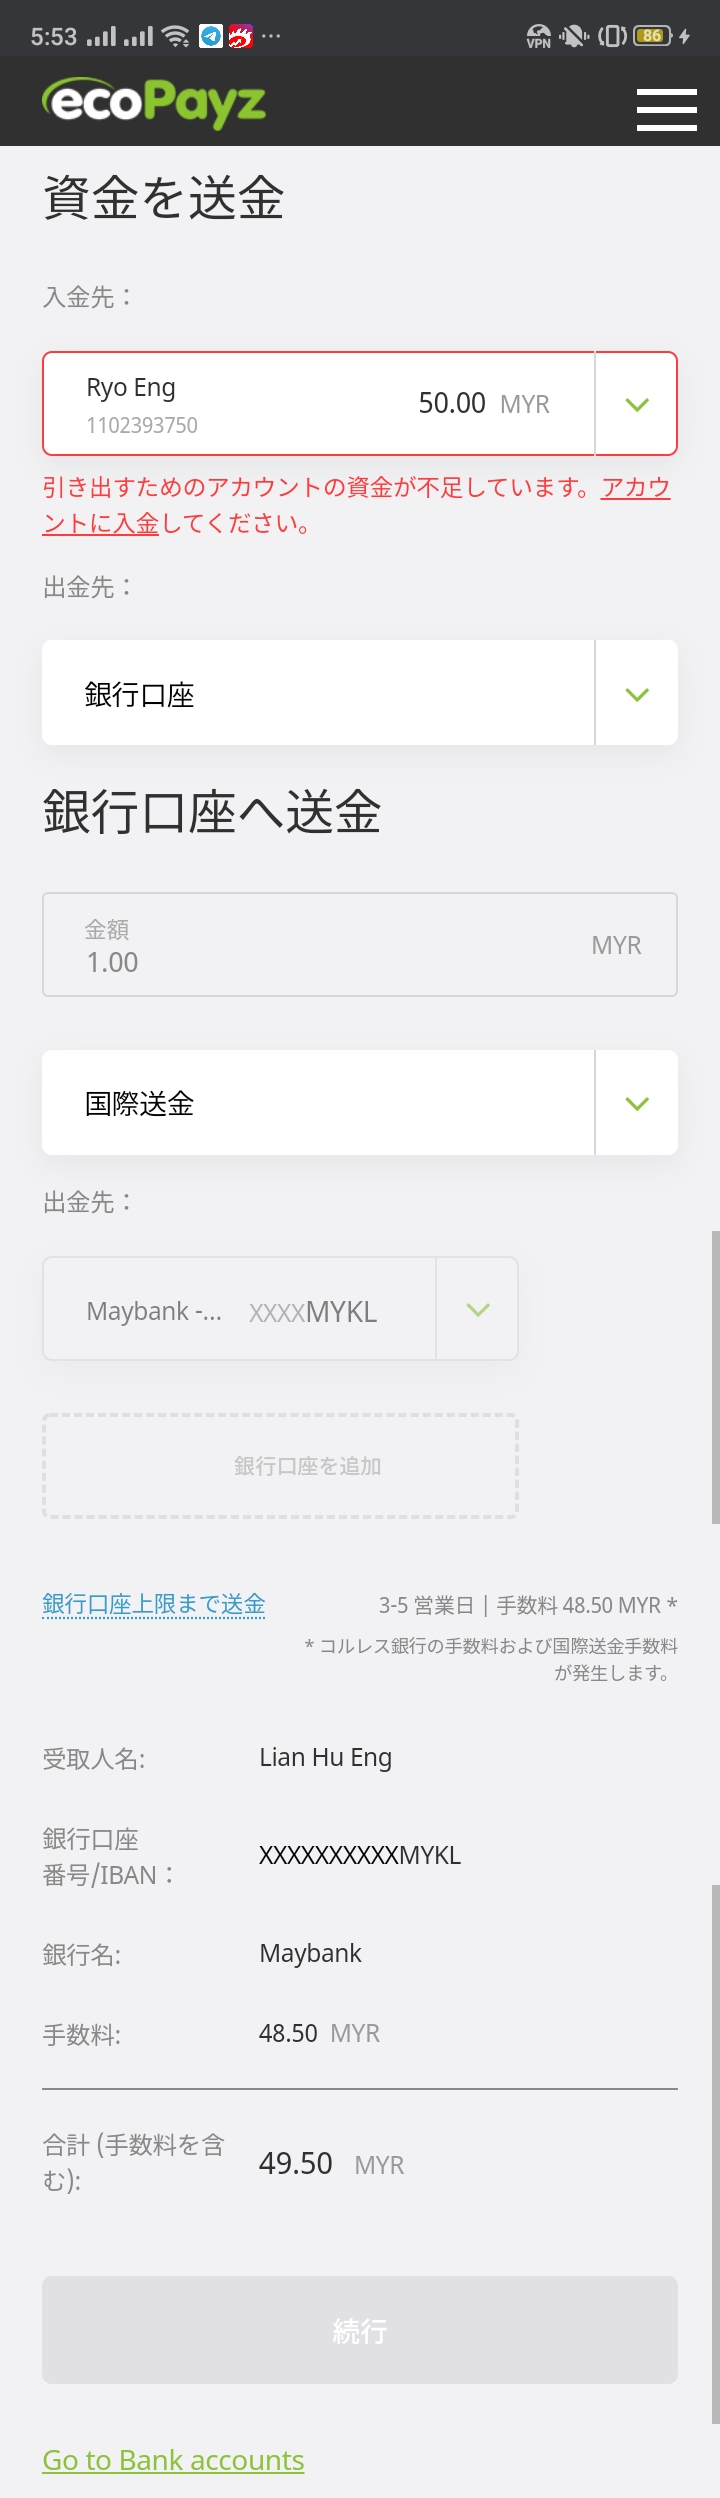 5:53
VPN
86
ecoPayz
資金を送金
入金先：
Ryo Eng
50.00 MYR
1102393750
引き出すためのアカウントの資金が不足しています。アカウ
ントに入金してください。
出金先：
銀行口座
銀行口座へ送金
金額
1.00
MYR
国際送金
出金先：
Maybank -... XXXXMYKL
銀行口座を追加
銀行口座上限まで送金
3-5 営業日 | 手数料 48.50 MYR *
* コルレス銀行の手数料および国際送金手数料
が発生します。
受取人名: Lian Hu Eng
銀行口座
番号/IBAN：
XXXXXXXXXXMYKL
銀行名: Maybank
手数料: 48.50 MYR
合計 (手数料を含
む):
49.50 MYR
続行
Go to Bank accounts